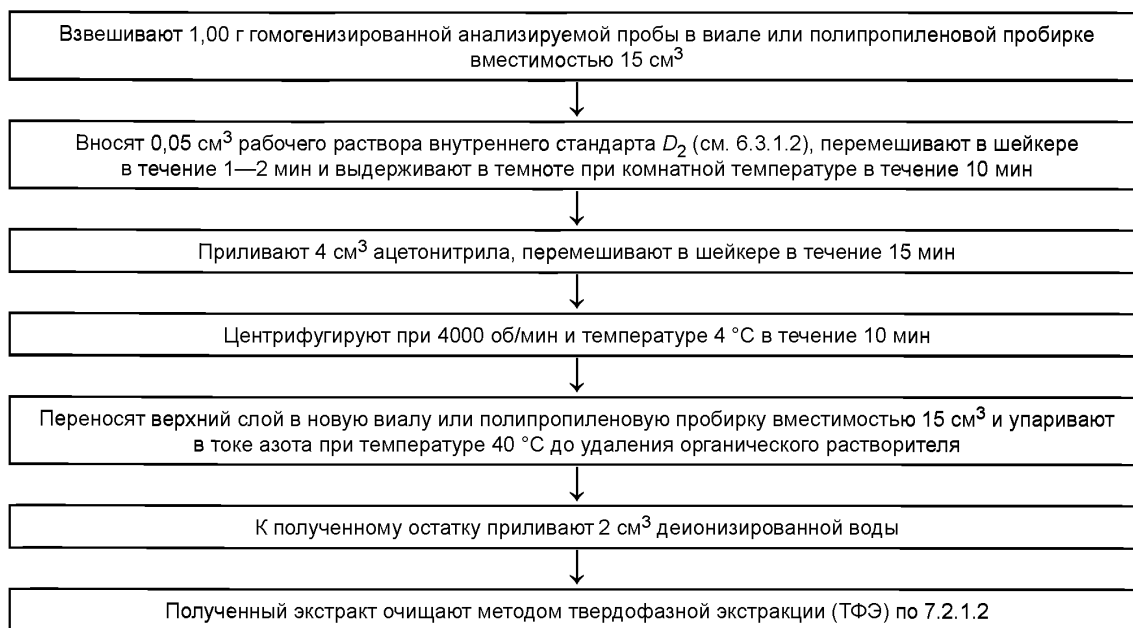 Взвешивают 1,00 г гомогенизированной анализируемой пробы в виале или полипропиленовой пробирке
вместимостью 15 см³
Вносят 0,05 см³ рабочего раствора внутреннего стандарта D₂ (см. 6.3.1.2), перемешивают в шейкере
в течение 1—2 мин и выдерживают в темноте при комнатной температуре в течение 10 мин
Приливают 4 см³ ацетонитрила, перемешивают в шейкере в течение 15 мин
Центрифугируют при 4000 об/мин и температуре 4 °С в течение 10 мин
Переносят верхний слой в новую виалу или полипропиленовую пробирку вместимостью 15 см³ и упаривают
в токе азота при температуре 40 °С до удаления органического растворителя
К полученному остатку приливают 2 см³ деионизированной воды
Полученный экстракт очищают методом твердофазной экстракции (ТФЭ) по 7.2.1.2